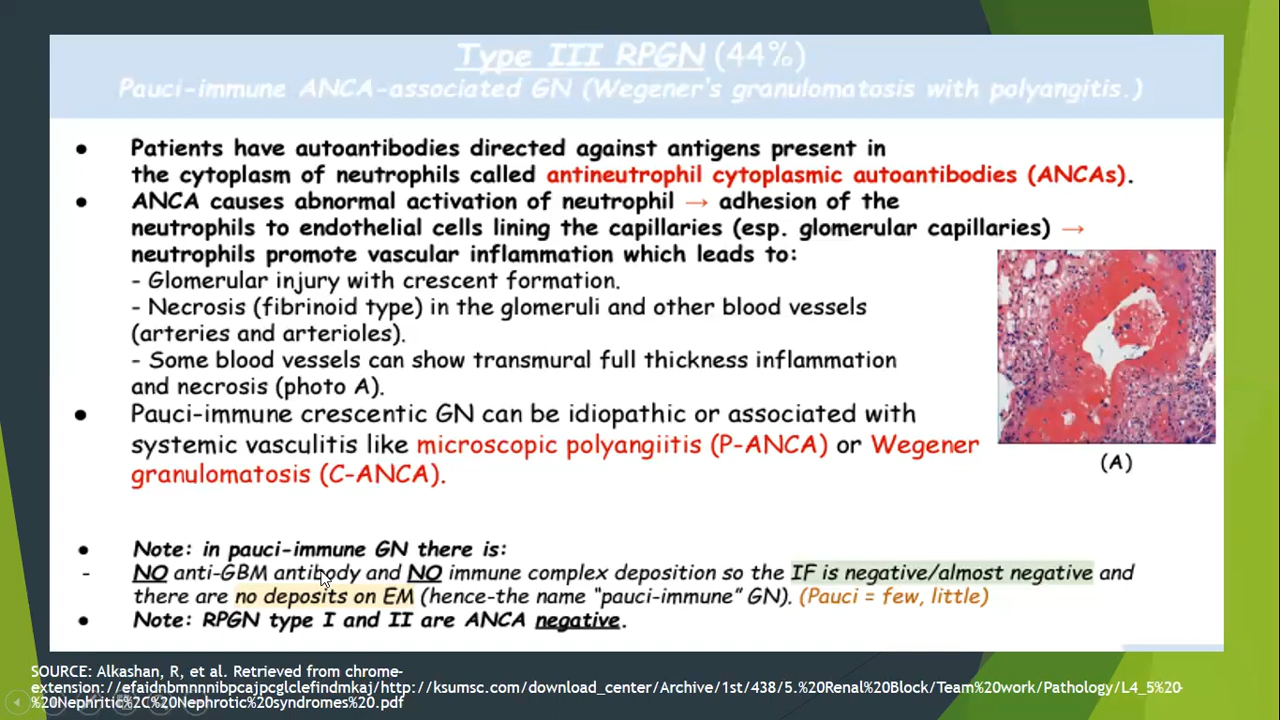 Type III RPGN (44%)
Pauci-immune ANCA-associated GN (Wegener's granulomatosis with polyangitis.)
● Patients have autoantibodies directed against antigens present in
the cytoplasm of neutrophils called antineutrophil cytoplasmic autoantibodies (ANCAs).
● ANCA causes abnormal activation of neutrophil → adhesion of the
neutrophils to endothelial cells lining the capillaries (esp. glomerular capillaries) →
neutrophils promote vascular inflammation which leads to:
- Glomerular injury with crescent formation.
- Necrosis (fibrinoid type) in the glomeruli and other blood vessels
(arteries and arterioles).
- Some blood vessels can show transmural full thickness inflammation
and necrosis (photo A).
● Pauci-immune crescentic GN can be idiopathic or associated with
systemic vasculitis like microscopic polyangiitis (P-ANCA) or Wegener
granulomatosis (C-ANCA).
(A)
● Note: in pauci-immune GN there is:
- NO anti-GBM antibody and NO immune complex deposition so the IF is negative/almost negative and
there are no deposits on EM (hence-the name “pauci-immune” GN). (Pauci = few, little)
● Note: RPGN type I and II are ANCA negative.
SOURCE: Alkashan, R, et al. Retrieved from chrome-
extension://efaidnbmnnnibpcajpcglclefindmkaj/http://ksumsc.com/download_center/Archive/1st/438/5.%20Renal%20Block/Team%20work/Pathology/L4_5%20-
%20Nephritic%2C%20Nephrotic%20syndromes%20.pdf